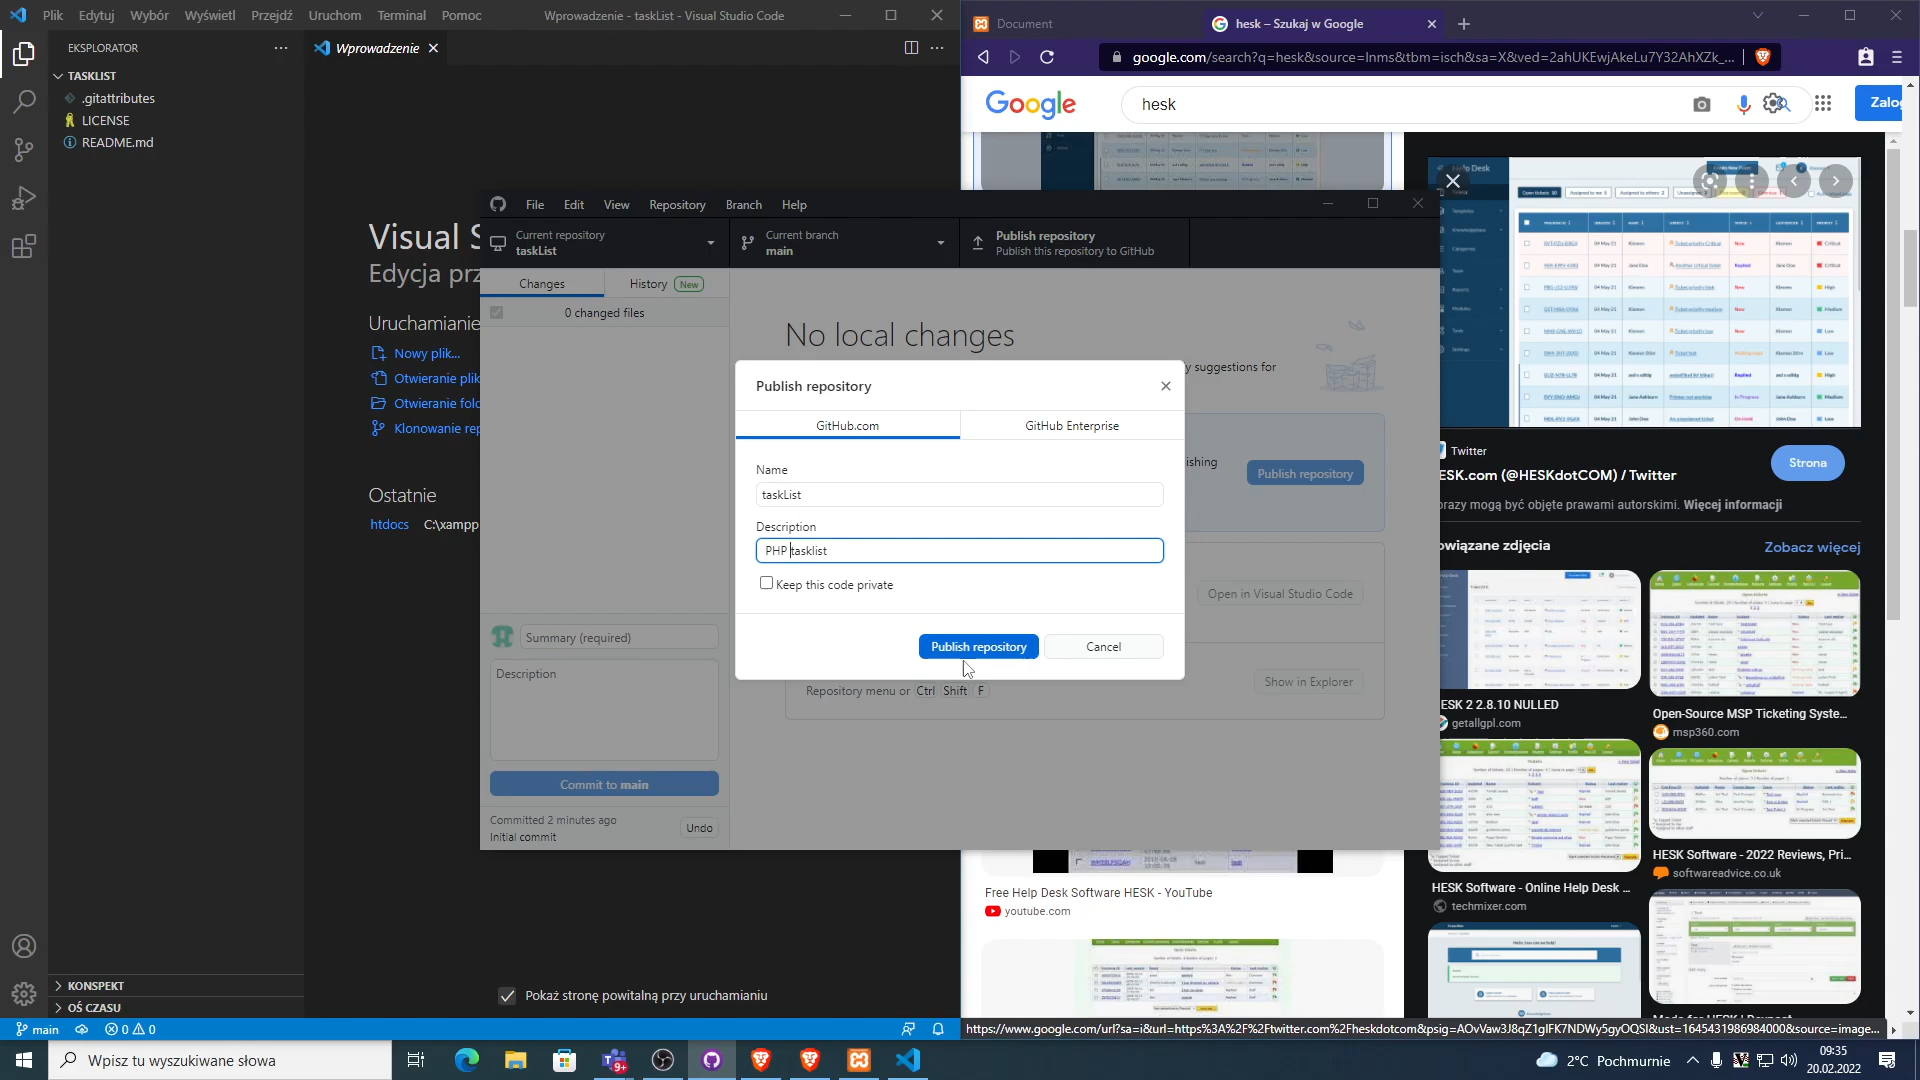 Plik Edytuj Wybór Wyświetl Przejdź Uruchom Terminal Pomoc
Wprowadzenie - taskList - Visual Studio Code
EKSPLORATOR
TASKLIST
.gitattributes
LICENSE
README.md
KONSPEKT
OŚ CZASU
Wprowadzenie
Visual S
Edycja prz
Uruchamianie
Nowy plik...
Otwieranie plik
Otwieranie fold
Klonowanie rep
Ostatnie
htdocs C:\xampp
Pokaż stronę powitalną przy uruchamianiu
main 0 0
File Edit View Repository Branch Help
Current repository
taskList
Current branch
main
Publish repository
Publish this repository to GitHub
Changes
History New
0 changed files
No local changes
y suggestions for
ishing
Publish repository
Open in Visual Studio Code
Repository menu or Ctrl Shift F
Show in Explorer
Summary (required)
Description
Commit to main
Committed 2 minutes ago
Initial commit
Undo
Publish repository
GitHub.com
GitHub Enterprise
Name
taskList
Description
PHP tasklist
Keep this code private
Publish repository
Cancel
Document
hesk – Szukaj w Google
google.com/search?q=hesk&source=lnms&tbm=isch&sa=X&ved=2ahUKEwjAkeLu7Y32AhXZk_...
Google
hesk
Zalog
Twitter
ESK.com (@HESKdotCOM) / Twitter
Strona
orazy mogą być objęte prawami autorskimi. Więcej informacji
owiązane zdjęcia
Zobacz więcej
ESK 2 2.8.10 NULLED
getallgpl.com
Open-Source MSP Ticketing Syste...
msp360.com
HESK Software - Online Help Desk ...
techmixer.com
HESK Software - 2022 Reviews, Pri...
softwareadvice.co.uk
Free Help Desk Software HESK - YouTube
youtube.com
https://www.google.com/url?sa=i&url=https%3A%2F%2Ftwitter.com%2Fheskdotcom&psig=AOvVaw3J8qZ1gIFK7NDWy5gyOQSI&ust=16454319869840000&source=image...
Wpisz tu wyszukiwane słowa
9+
2°C Pochmurnie
09:35
20.02.2022